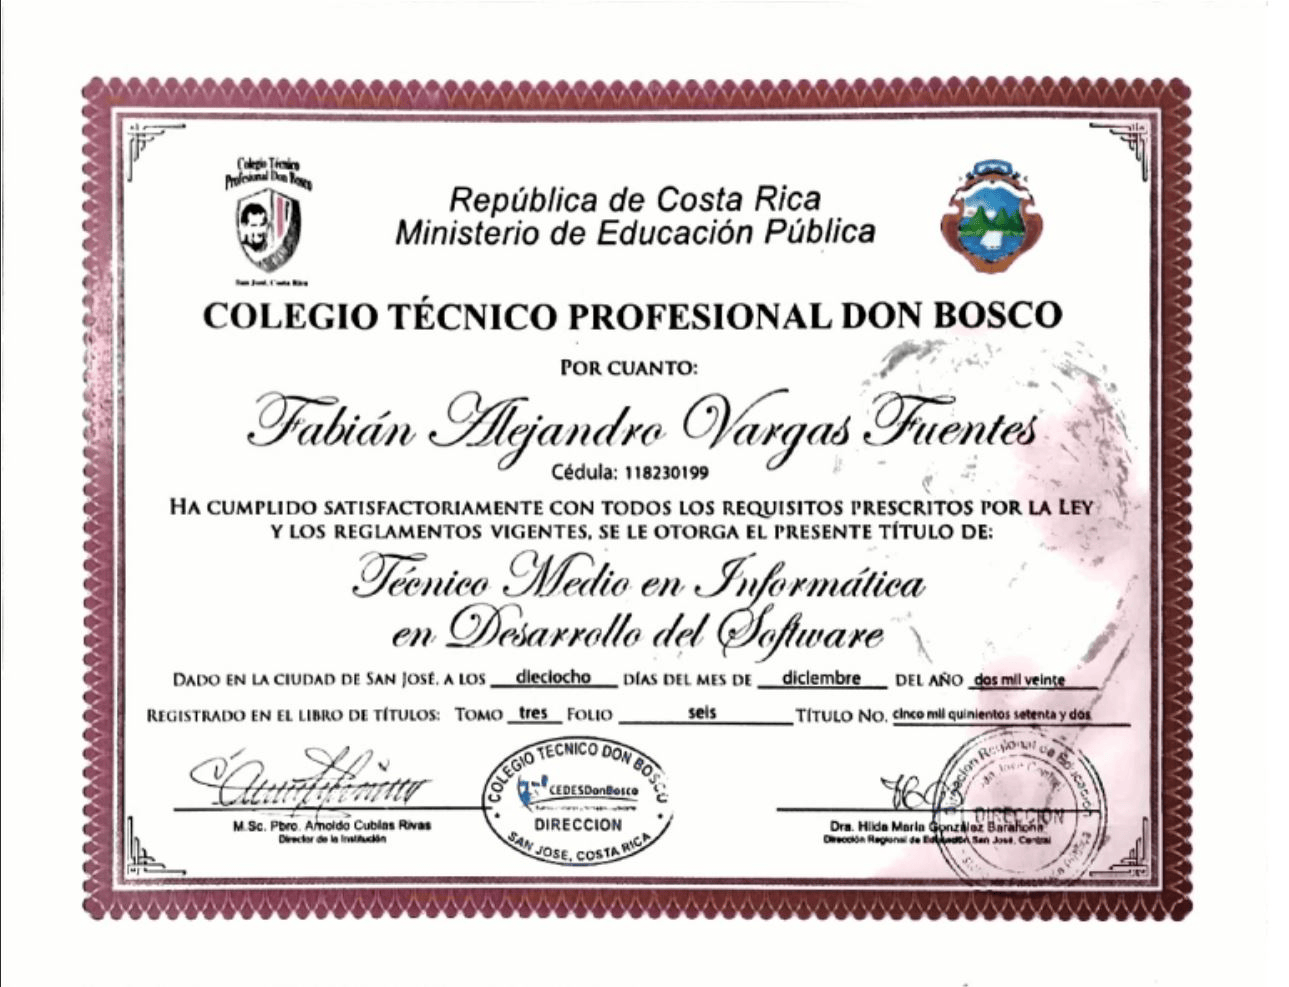 Colegio Técnico
Profesional Don Bosco
San José, Costa Rica
República de Costa Rica
Ministerio de Educación Pública
COLEGIO TÉCNICO PROFESIONAL DON BOSCO
POR CUANTO:
Fabián Alejandro Vargas Fuentes
Cédula: 118230199
HA CUMPLIDO SATISFACTORIAMENTE CON TODOS LOS REQUISITOS PRESCRITOS POR LA LEY
Y LOS REGLAMENTOS VIGENTES, SE LE OTORGA EL PRESENTE TÍTULO DE:
Técnico Medio en Informática
en Desarrollo del Software
DADO EN LA CIUDAD DE SAN JOSÉ, A LOS dieciocho DÍAS DEL MES DE diciembre DEL AÑO dos mil veinte
REGISTRADO EN EL LIBRO DE TÍTULOS: TOMO tres FOLIO seis TÍTULO NO. cinco mil quinientos setenta y dos
M.Sc. Pbro. Arnoldo Cubías Rivas
Director de la Institución
COLEGIO TECNICO DON BOSCO
CEDESDonBosco
DIRECCION
SAN JOSE, COSTA RICA
Dra. Hilda María González Barahona
Dirección Regional de Educación San José, Central
Dirección Regional de Educación
San José Central
DIRECCION